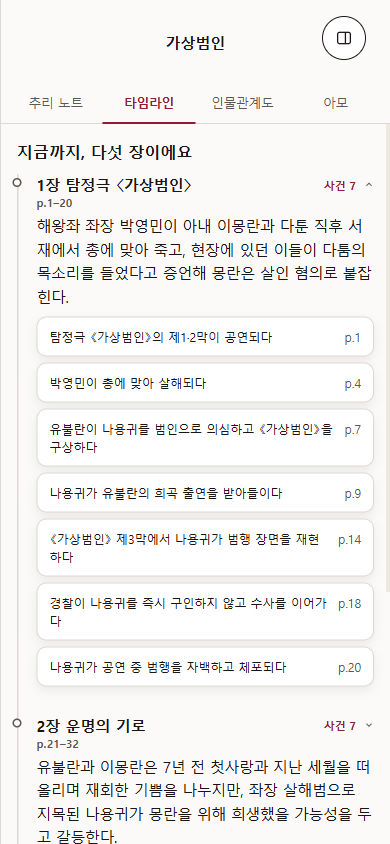 가상범인
추리 노트
타임라인
인물관계도
아모
지금까지, 다섯 장이에요
1장 탐정극 〈가상범인〉
사건 7
p.1–20
해왕좌 좌장 박영민이 아내 이몽란과 다툰 직후 서
재에서 총에 맞아 죽고, 현장에 있던 이들이 다툼의
목소리를 들었다고 증언해 몽란은 살인 혐의로 붙잡
힌다.
탐정극 《가상범인》의 제1·2막이 공연되다
p.1
박영민이 총에 맞아 살해되다
p.4
유불란이 나용귀를 범인으로 의심하고 《가상범인》을
p.7
구상하다
나용귀가 유불란의 희곡 출연을 받아들이다
p.9
《가상범인》 제3막에서 나용귀가 범행 장면을 재현
p.14
하다
경찰이 나용귀를 즉시 구인하지 않고 수사를 이어가
p.18
다
나용귀가 공연 중 범행을 자백하고 체포되다
p.20
2장 운명의 기로
사건 7
p.21–32
유불란과 이몽란은 7년 전 첫사랑과 지난 세월을 떠
올리며 재회한 기쁨을 나누지만, 좌장 살해범으로
지목된 나용귀가 몽란을 위해 희생했을 가능성을 두
고 갈등한다.